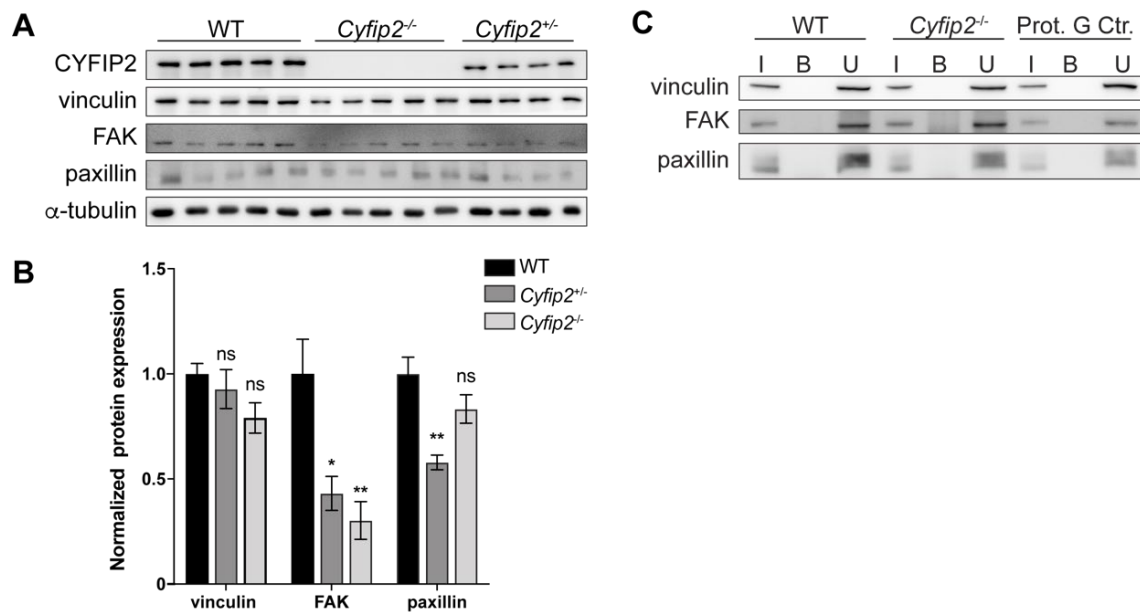 A
WT Cyfip2-/- Cyfip2+/-
CYFIP2
vinculin
FAK
paxillin
α-tubulin
C
WT Cyfip2-/- Prot. G Ctr.
I B U I B U I B U
vinculin
FAK
paxillin
B
Normalized protein expression
1.5
1.0
0.5
0
WT
Cyfip2+/-
Cyfip2-/-
ns ns
* **
** ns
vinculin FAK paxillin